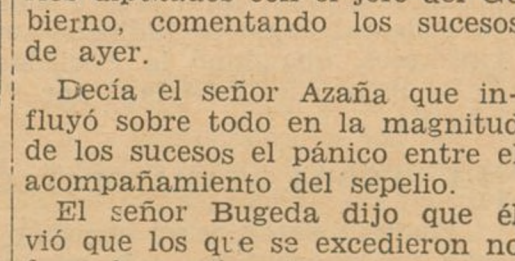 bierno, comentando los sucesos
de ayer.
Decía el señor Azaña que in-
fluyó sobre todo en la magnitud
de los sucesos el pánico entre el
acompañamiento del sepelio.
El señor Bugeda dijo que él
vió que los que se excedieron no